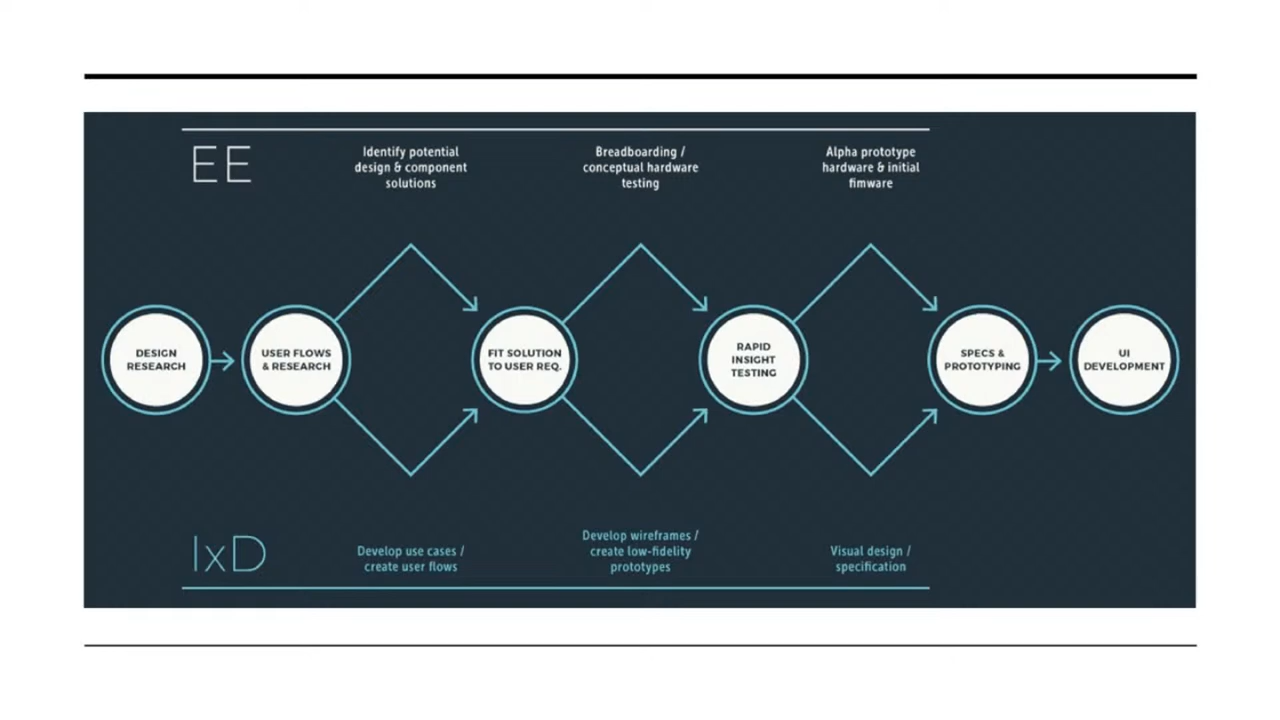 EE
Identify potential
design & component
solutions
Breadboarding /
conceptual hardware
testing
Alpha prototype
hardware & initial
fimware
DESIGN
RESEARCH
USER FLOWS
& RESEARCH
FIT SOLUTION
TO USER REQ.
RAPID
INSIGHT
TESTING
SPECS &
PROTOTYPING
UI
DEVELOPMENT
IxD
Develop use cases /
create user flows
Develop wireframes /
create low-fidelity
prototypes
Visual design /
specification